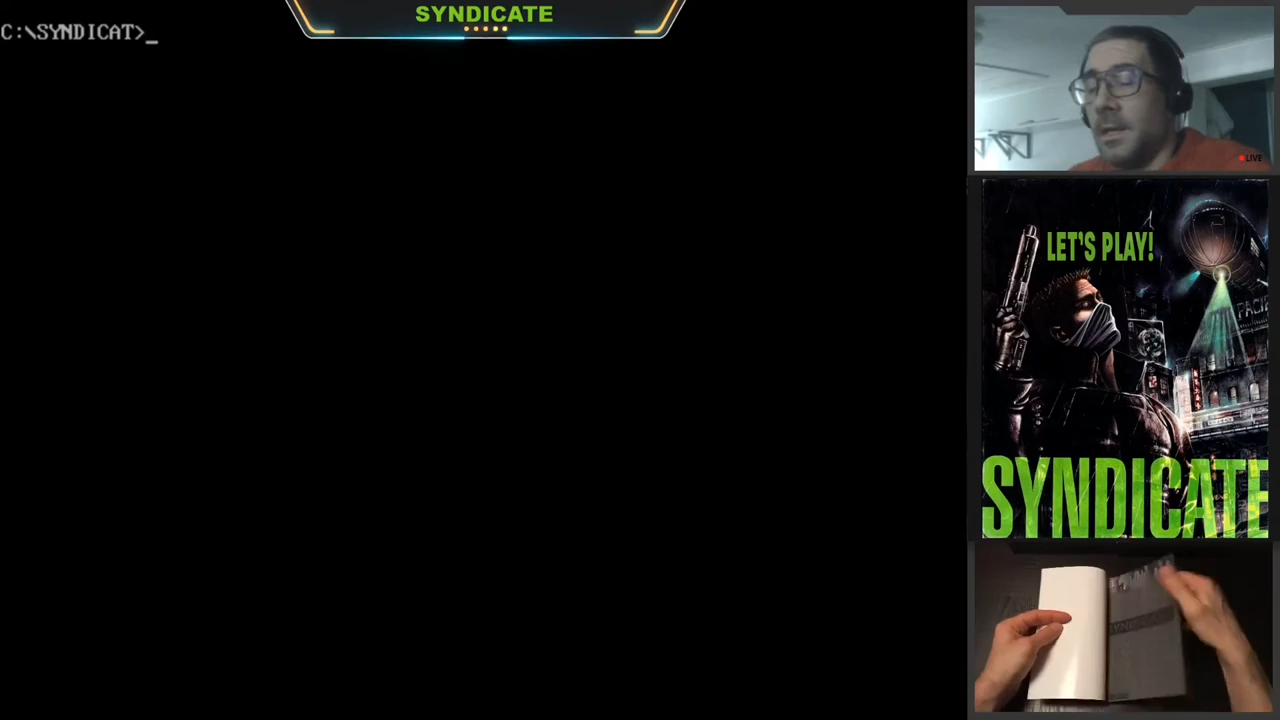 C:\SYNDICAT>_
SYNDICATE
LIVE
LET'S PLAY!
SYNDICATE